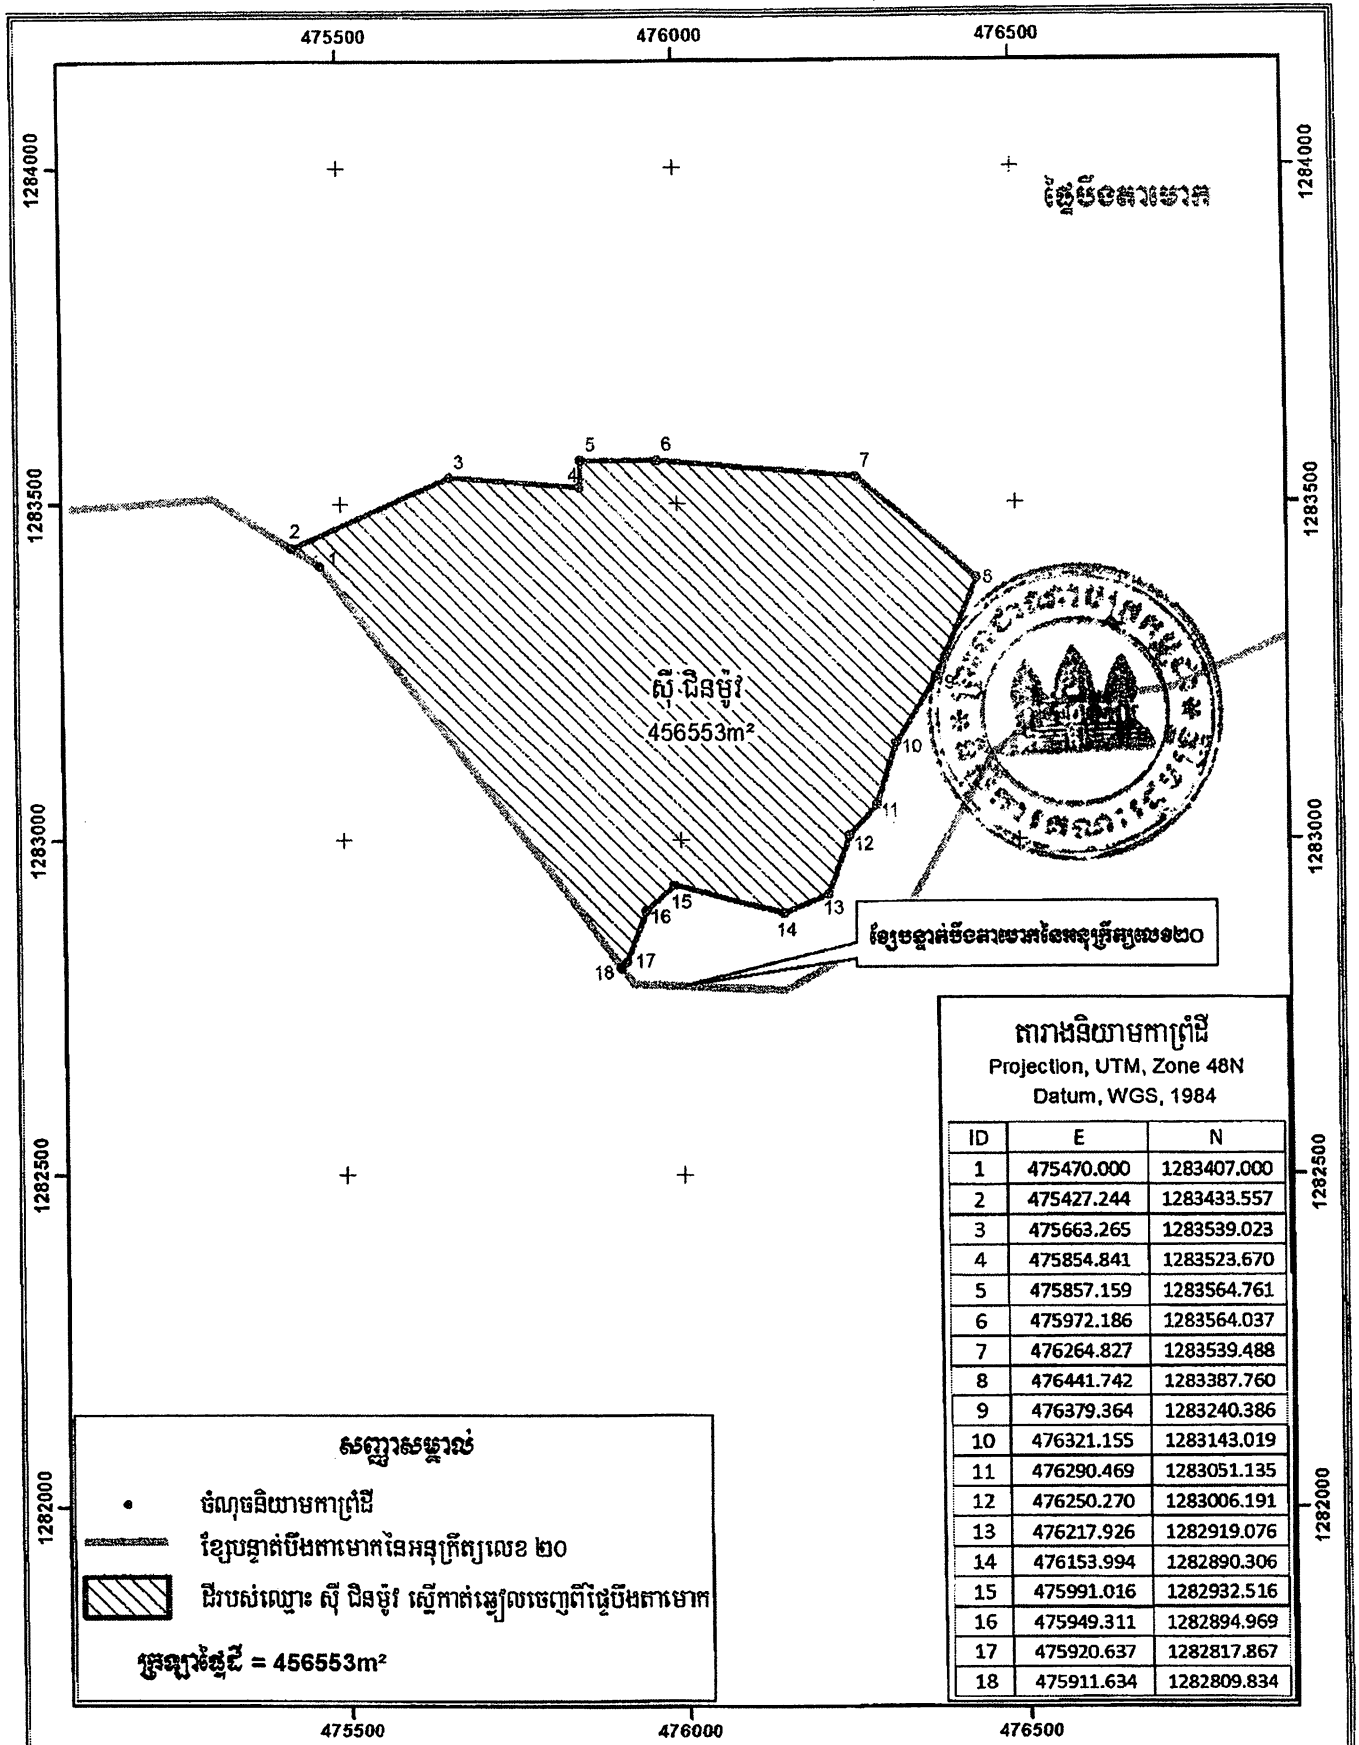 475500 476000 476500
1284000 1284000
ផ្ទៃបឹងតាមោក
5 6
3 4 7
1283500 1283500
2 1
8
ស៊ី ជិនម៉ូវ
9
456553m²
10
11
1283000 12 1283000
15 13
16 14
ខ្សែបន្ទាត់បឹងតាមោកនៃអនុក្រឹត្យលេខ២០
18 17
តារាងនិយាមកាព្រំដី
Projection, UTM, Zone 48N
Datum, WGS, 1984
ID E N
1 475470.000 1283407.000
2 475427.244 1283433.557
3 475663.265 1283539.023
4 475854.841 1283523.670
5 475857.159 1283564.761
6 475972.186 1283564.037
7 476264.827 1283539.488
8 476441.742 1283387.760
9 476379.364 1283240.386
10 476321.155 1283143.019
11 476290.469 1283051.135
12 476250.270 1283006.191
13 476217.926 1282919.076
14 476153.994 1282890.306
15 475991.016 1282932.516
16 475949.311 1282894.969
17 475920.637 1282817.867
18 475911.634 1282809.834
1282500 1282500
សញ្ញាសម្គាល់
ចំណុចនិយាមកាព្រំដី
1282000 1282000
ខ្សែបន្ទាត់បឹងតាមោកនៃអនុក្រឹត្យលេខ ២០
ដីរបស់ឈ្មោះ ស៊ី ជិនម៉ូវ ស្នើកាត់ឆ្វៀលចេញពីផ្ទៃបឹងតាមោក
ក្រឡាផ្ទៃដី = 456553m²
475500 476000 476500